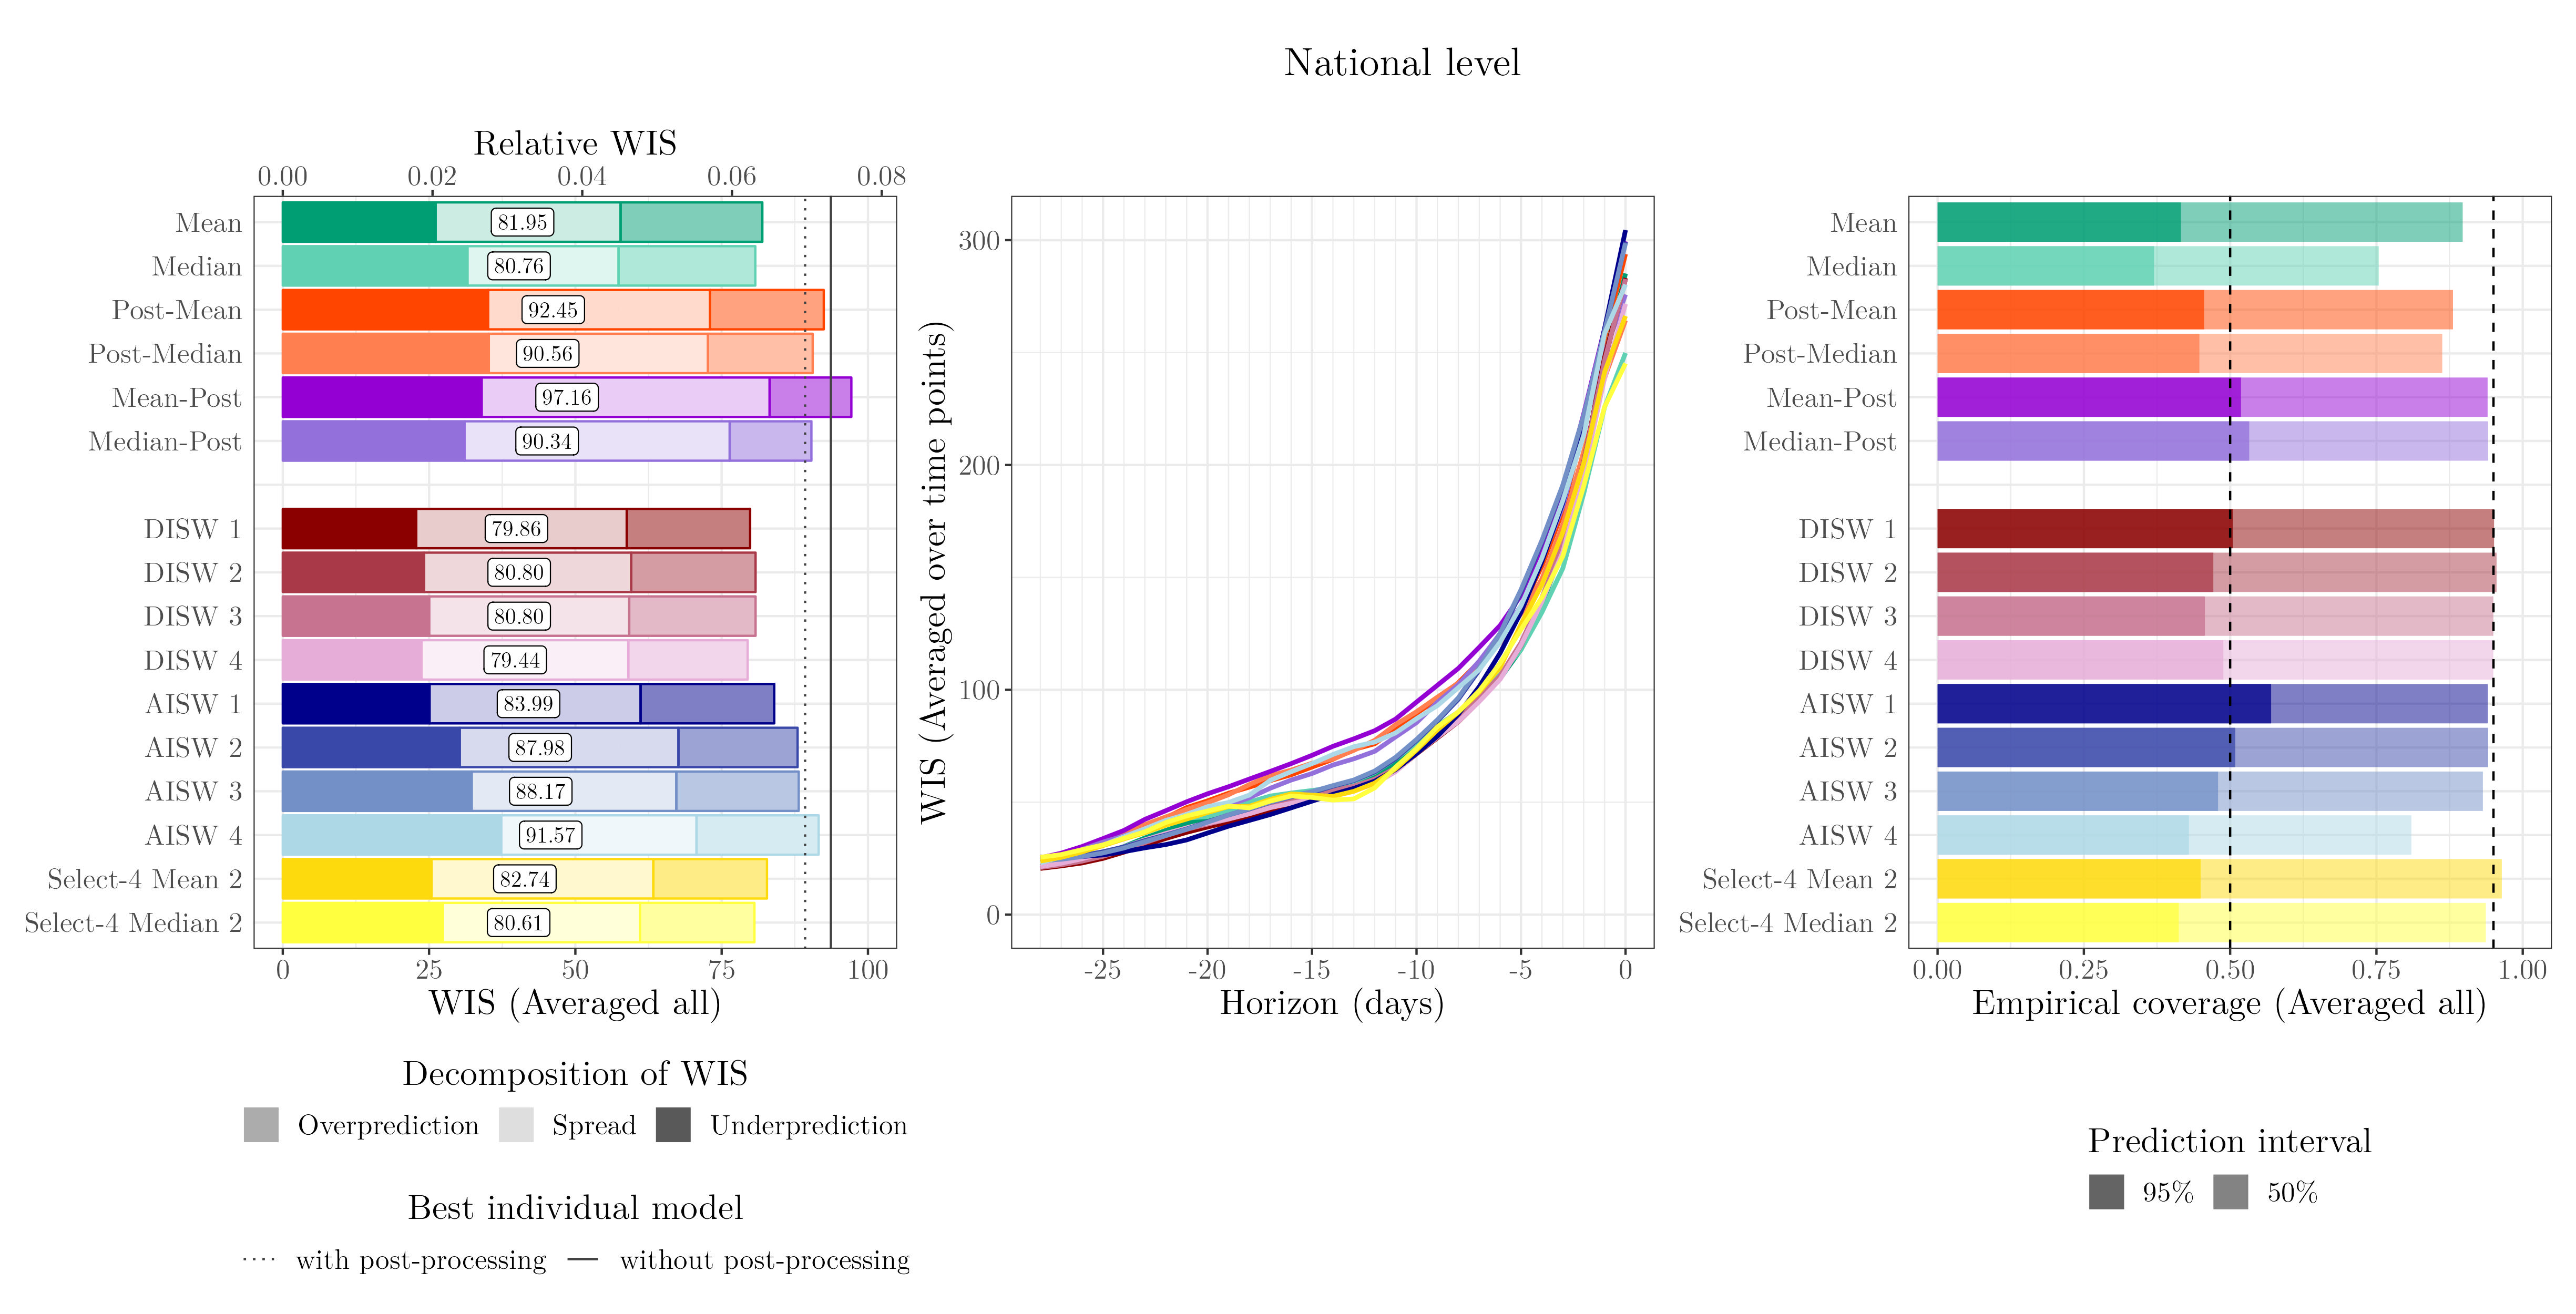 National level
Relative WIS
0.00 0.02 0.04 0.06 0.08
Mean 81.95
Median 80.76
Post-Mean 92.45
Post-Median 90.56
Mean-Post 97.16
Median-Post 90.34
DISW 1 79.86
DISW 2 80.80
DISW 3 80.80
DISW 4 79.44
AISW 1 83.99
AISW 2 87.98
AISW 3 88.17
AISW 4 91.57
Select-4 Mean 2 82.74
Select-4 Median 2 80.61
0 25 50 75 100
WIS (Averaged all)
Decomposition of WIS
Overprediction Spread Underprediction
Best individual model
with post-processing without post-processing
WIS (Averaged over time points)
300
200
100
0
-25 -20 -15 -10 -5 0
Horizon (days)
Mean
Median
Post-Mean
Post-Median
Mean-Post
Median-Post
DISW 1
DISW 2
DISW 3
DISW 4
AISW 1
AISW 2
AISW 3
AISW 4
Select-4 Mean 2
Select-4 Median 2
0.00 0.25 0.50 0.75 1.00
Empirical coverage (Averaged all)
Prediction interval
95% 50%